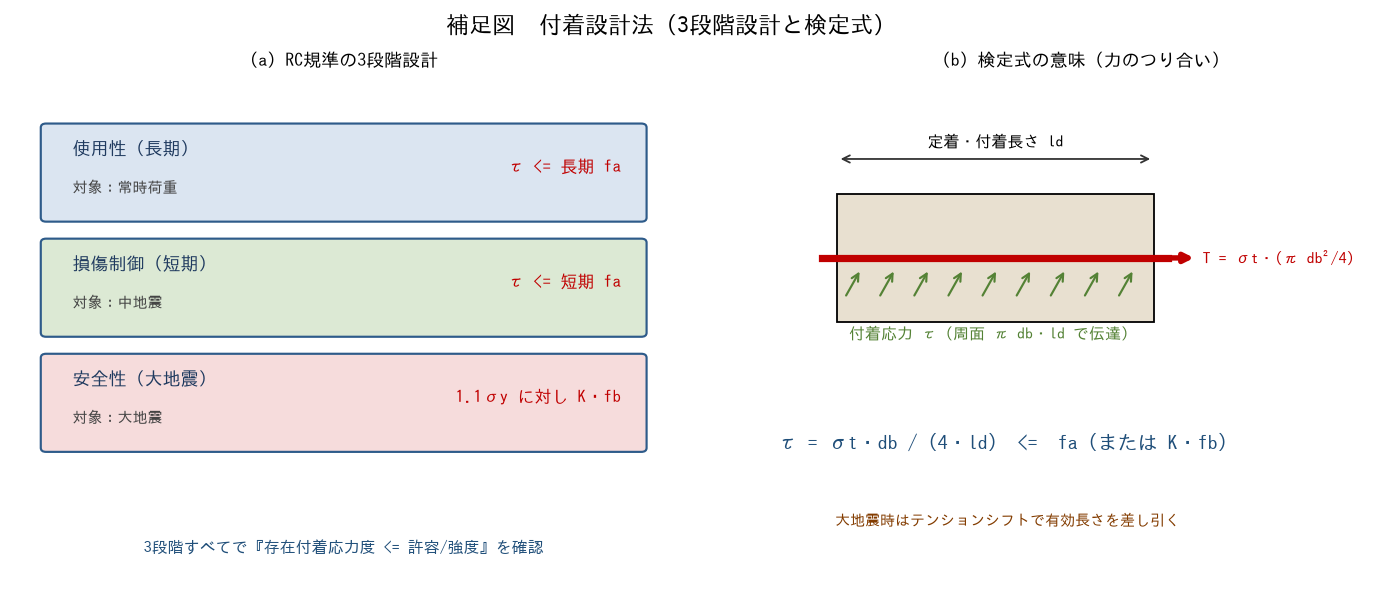 補足図　付着設計法（3段階設計と検定式）
(a) RC規準の3段階設計
使用性（長期）
対象：常時荷重
τ <= 長期 fa
損傷制御（短期）
対象：中地震
τ <= 短期 fa
安全性（大地震）
対象：大地震
1.1σy に対し K・fb
3段階すべてで『存在付着応力度 <= 許容/強度』を確認
(b) 検定式の意味（力のつり合い）
定着・付着長さ ld
T = σt・(π db²/4)
付着応力 τ（周面 π db・ld で伝達）
τ = σt・db / (4・ld) <= fa（または K・fb）
大地震時はテンションシフトで有効長さを差し引く